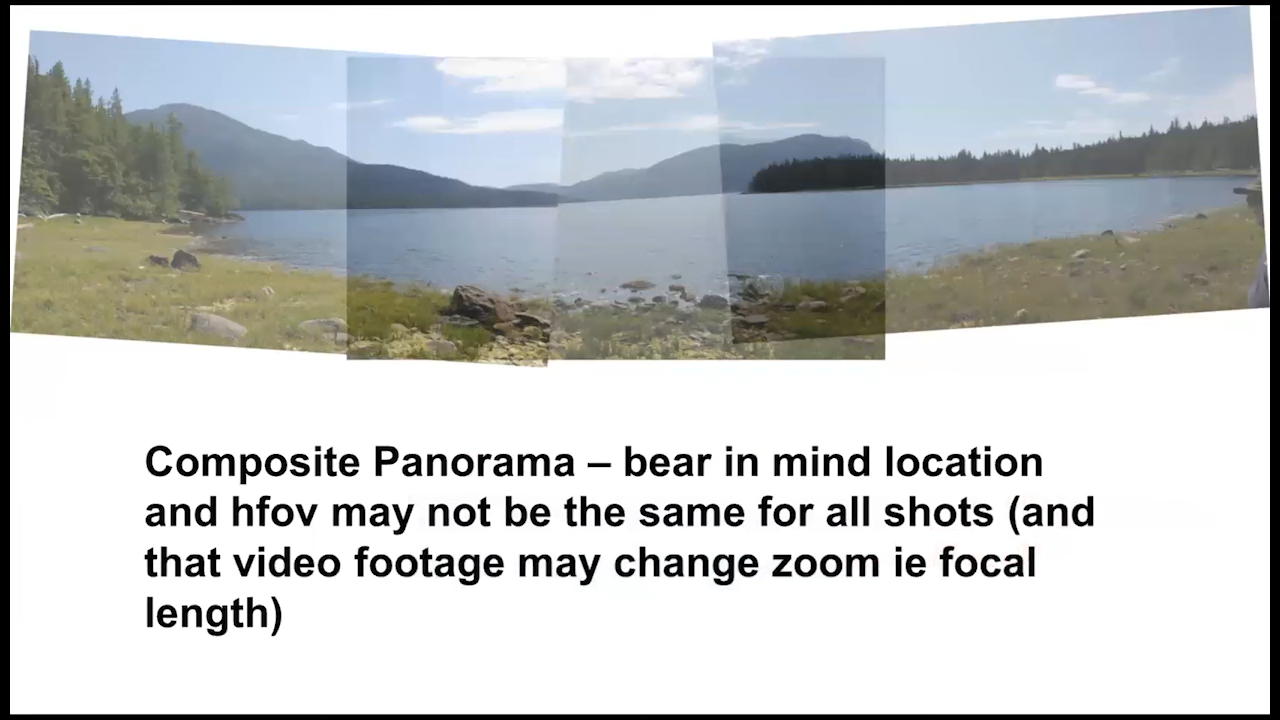 Composite Panorama – bear in mind location
and hfov may not be the same for all shots (and
that video footage may change zoom ie focal
length)